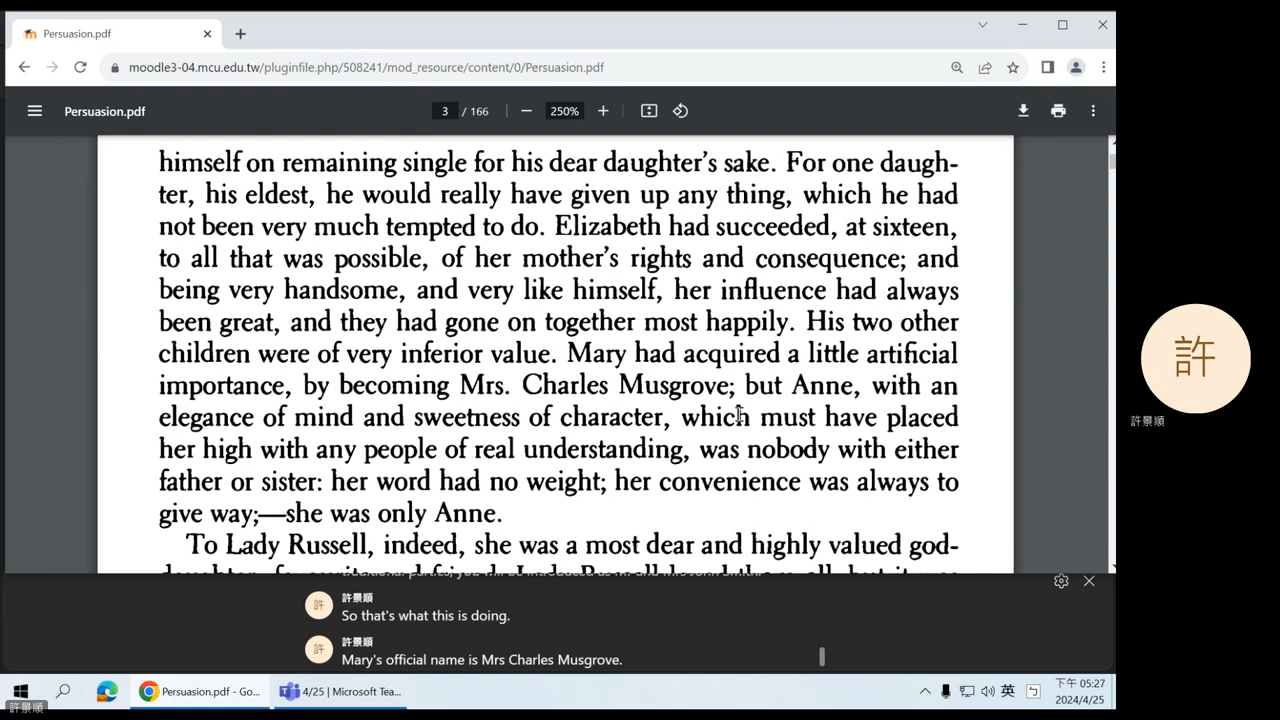 Persuasion.pdf
moodle3-04.mcu.edu.tw/pluginfile.php/508241/mod_resource/content/0/Persuasion.pdf
Persuasion.pdf
3 / 166
250%
himself on remaining single for his dear daughter's sake. For one daugh-
ter, his eldest, he would really have given up any thing, which he had
not been very much tempted to do. Elizabeth had succeeded, at sixteen,
to all that was possible, of her mother's rights and consequence; and
being very handsome, and very like himself, her influence had always
been great, and they had gone on together most happily. His two other
children were of very inferior value. Mary had acquired a little artificial
importance, by becoming Mrs. Charles Musgrove; but Anne, with an
elegance of mind and sweetness of character, which must have placed
her high with any people of real understanding, was nobody with either
father or sister: her word had no weight; her convenience was always to
give way;—she was only Anne.
To Lady Russell, indeed, she was a most dear and highly valued god-
許
許景順
許
許景順
So that's what this is doing.
許
許景順
Mary's official name is Mrs Charles Musgrove.
Persuasion.pdf - Go...
4/25 | Microsoft Tea...
英
下午 05:27
2024/4/25
許景順